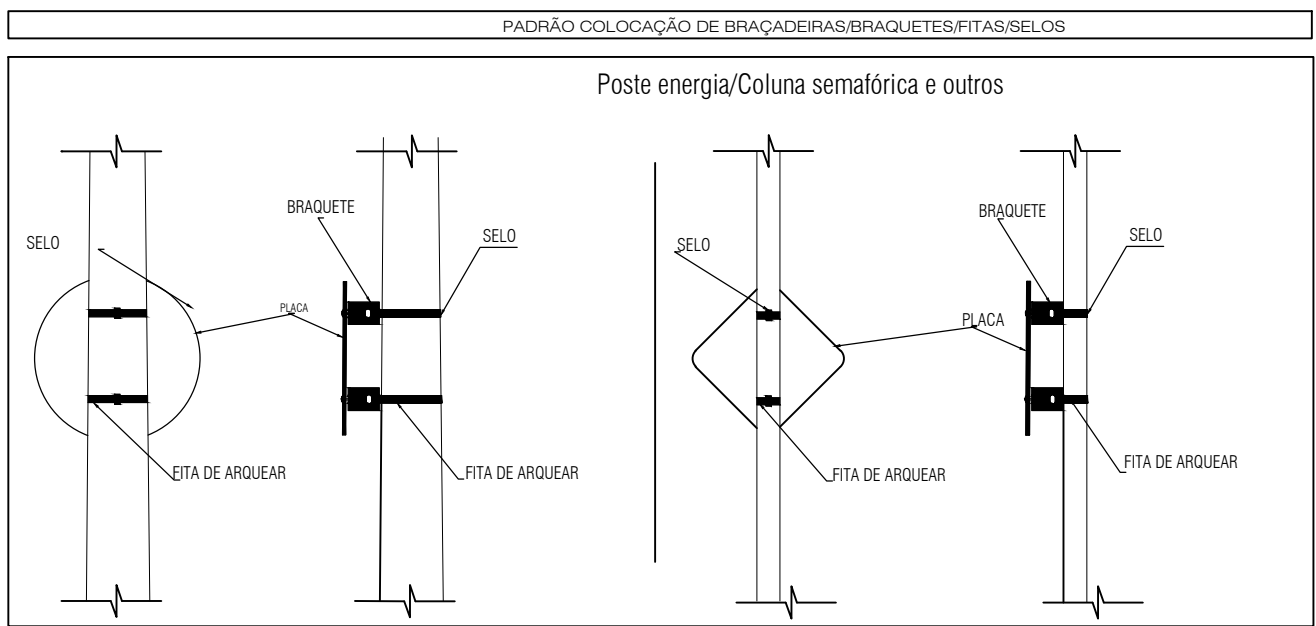 PADRÃO COLOCAÇÃO DE BRAÇADEIRAS/BRAQUETES/FITAS/SELOS
Poste energia/Coluna semafórica e outros
SELO
BRAQUETE
SELO
PLACA
FITA DE ARQUEAR
FITA DE ARQUEAR
SELO
BRAQUETE
SELO
PLACA
FITA DE ARQUEAR
FITA DE ARQUEAR